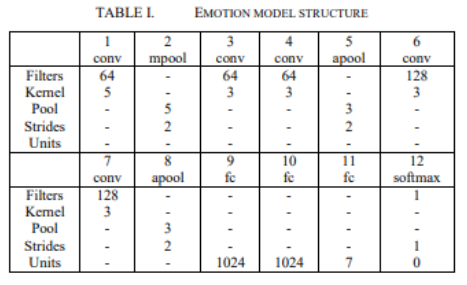 TABLE I. EMOTION MODEL STRUCTURE
1 2 3 4 5 6
conv mpool conv conv apool conv
Filters 64 - 64 64 - 128
Kernel 5 - 3 3 - 3
Pool - 5 - - 3 -
Strides - 2 - - 2 -
Units - - - - - -
7 8 9 10 11 12
conv apool fc fc fc softmax
Filters 128 - - - - 1
Kernel 3 - - - - -
Pool - 3 - - - -
Strides - 2 - - - 1
Units - - 1024 1024 7 0